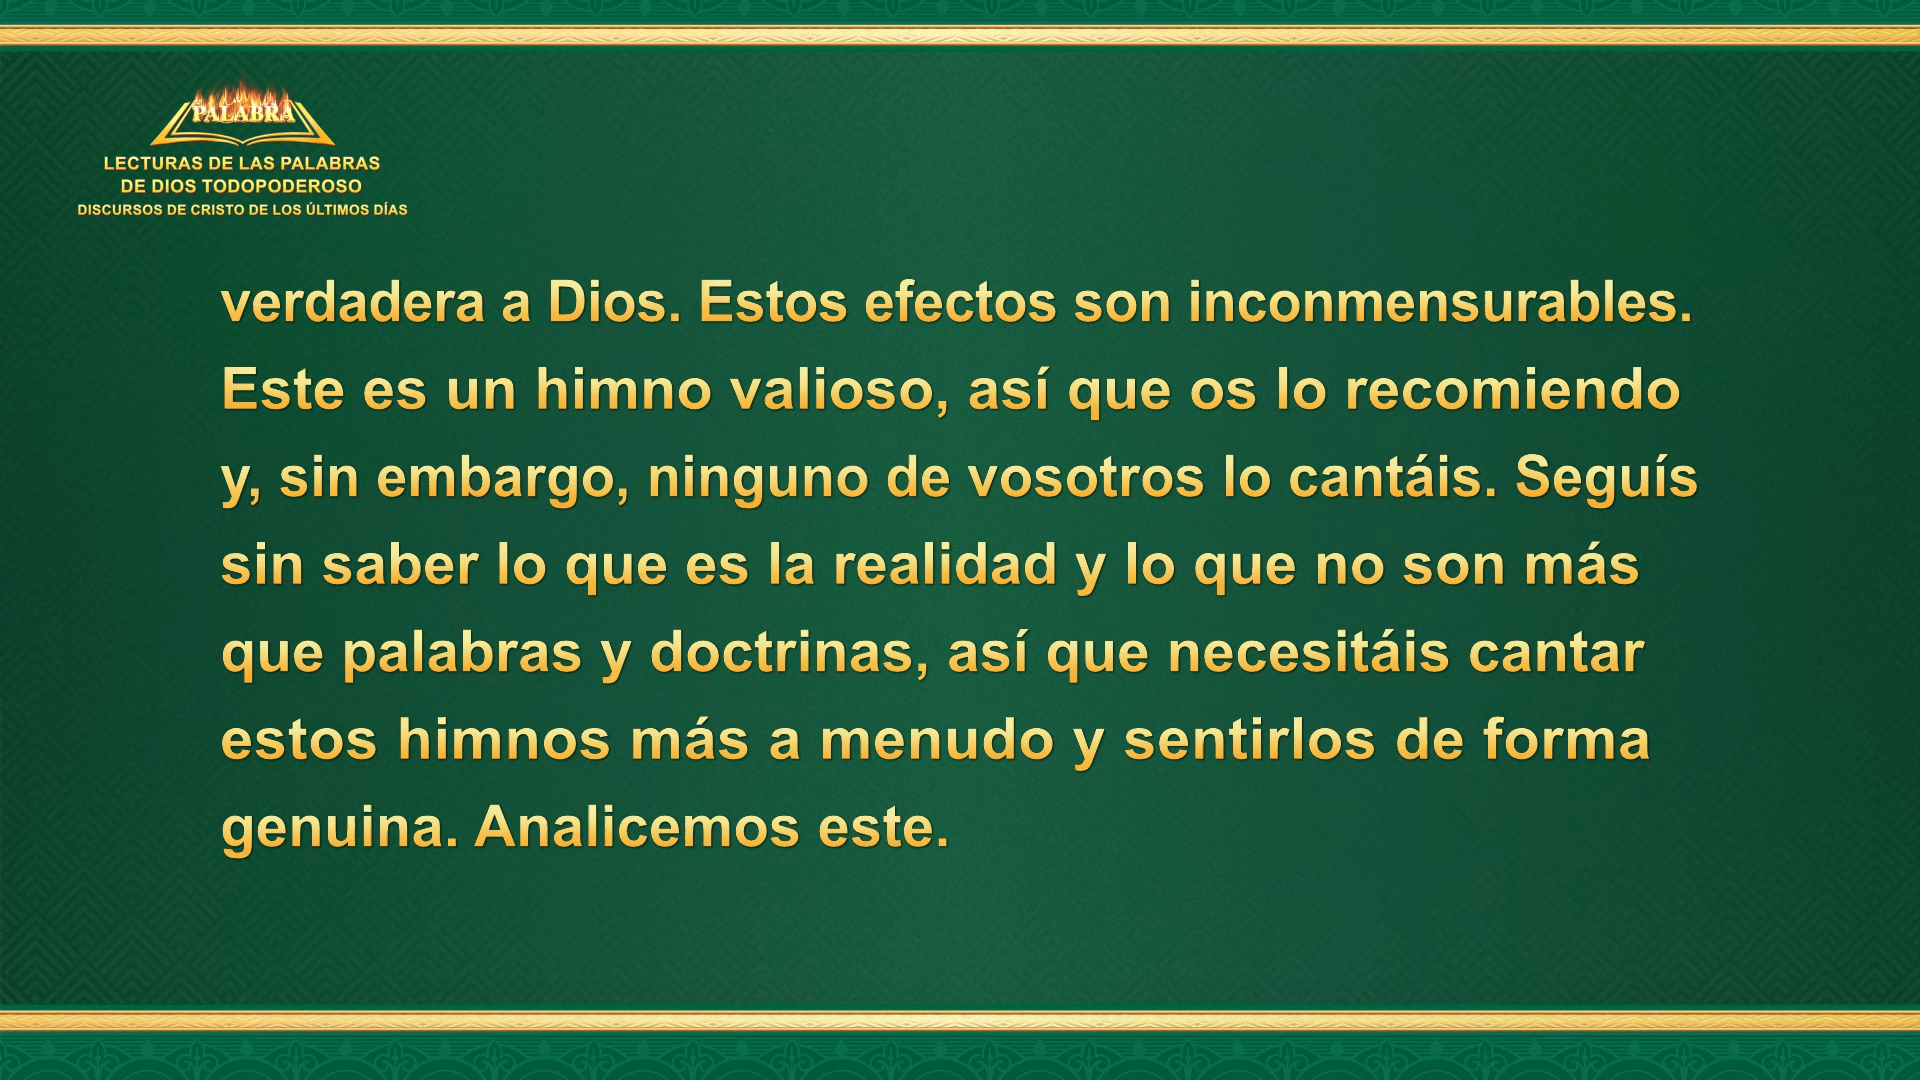 PALABRA
LECTURAS DE LAS PALABRAS
DE DIOS TODOPODEROSO
DISCURSOS DE CRISTO DE LOS ÚLTIMOS DÍAS
verdadera a Dios. Estos efectos son inconmensurables.
Este es un himno valioso, así que os lo recomiendo
y, sin embargo, ninguno de vosotros lo cantáis. Seguís
sin saber lo que es la realidad y lo que no son más
que palabras y doctrinas, así que necesitáis cantar
estos himnos más a menudo y sentirlos de forma
genuina. Analicemos este.